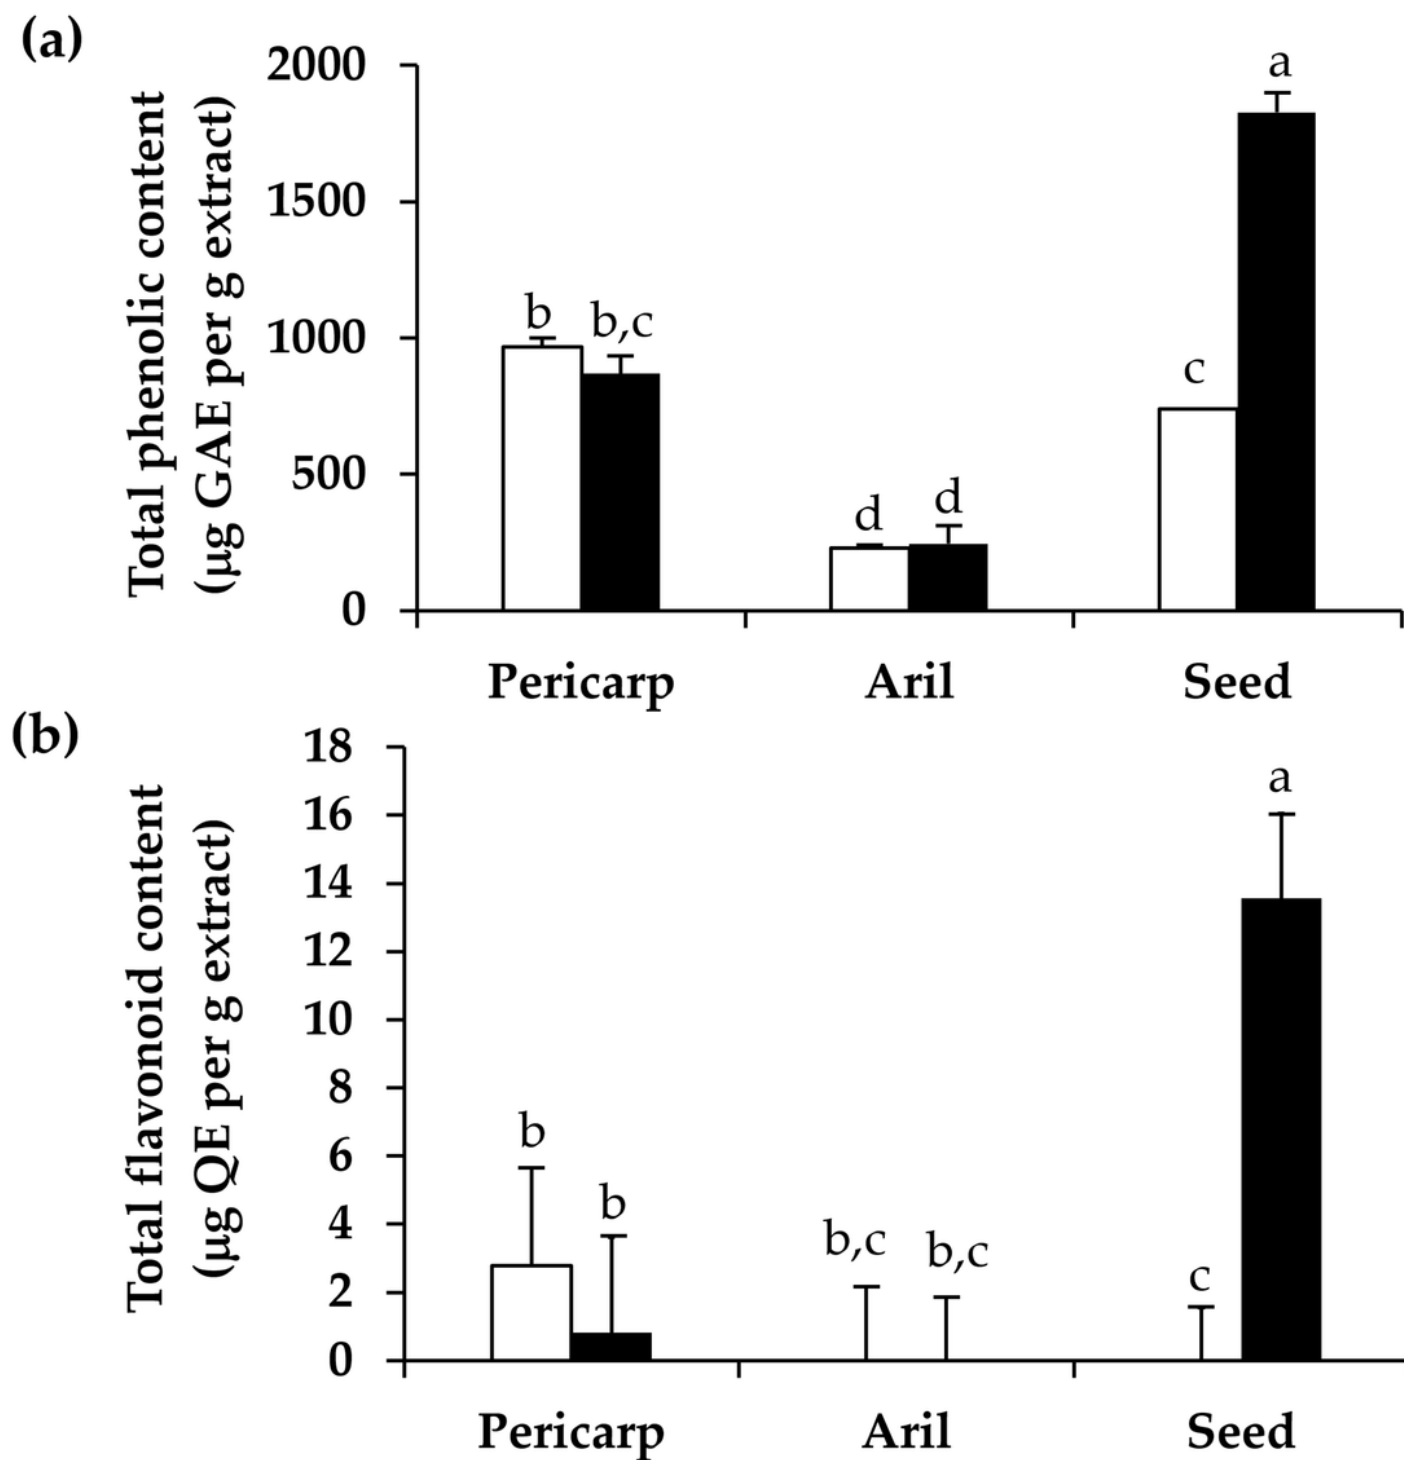 (a)
Total phenolic content
(µg GAE per g extract)
2000
1500
1000
500
0
b
b,c
d
d
c
a
Pericarp
Aril
Seed
(b)
Total flavonoid content
(µg QE per g extract)
18
16
14
12
10
8
6
4
2
0
b
b
b,c
b,c
c
a
Pericarp
Aril
Seed